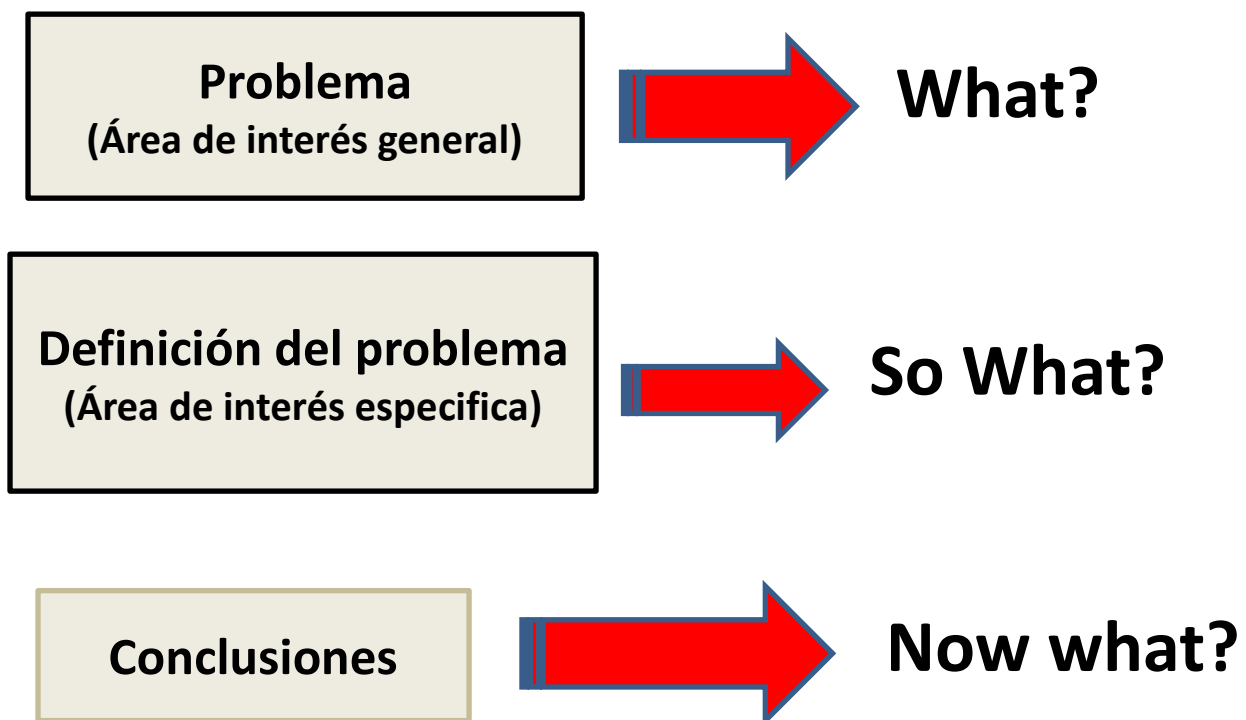 Problema
(Área de interés general)
What?
Definición del problema
(Área de interés especifica)
So What?
Conclusiones
Now what?